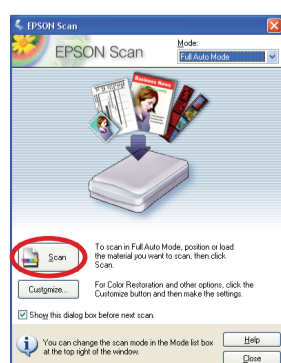 EPSON Scan
EPSON Scan
Mode:
Full Auto Mode
Business News
Scan
To scan in Full Auto Mode, position or load
the material you want to scan, then click
Scan.
Customize...
For Color Restoration and other options, click the
Customize button and then make the settings.
Show this dialog box before next scan.
You can change the scan mode in the Mode list box
at the top right of the window.
Help
Close